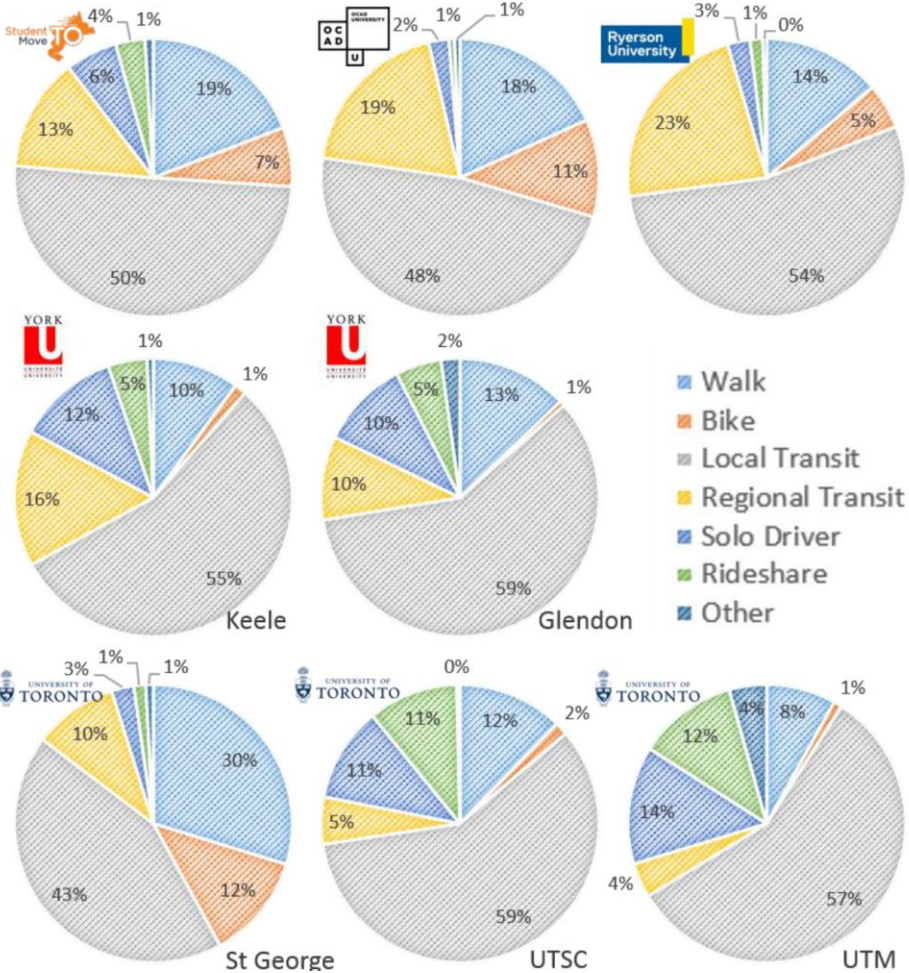 Student
Move TO
4%
1%
6%
19%
13%
7%
50%
OCAD
UNIVERSITY
O C
A D
U
2%
1%
1%
18%
19%
11%
48%
Ryerson
University
3%
1%
0%
14%
23%
5%
54%
YORK
U
UNIVERSITÉ
UNIVERSITY
1%
5%
10%
1%
12%
16%
55%
Keele
YORK
U
UNIVERSITÉ
UNIVERSITY
2%
5%
13%
1%
10%
10%
59%
Glendon
Walk
Bike
Local Transit
Regional Transit
Solo Driver
Rideshare
Other
UNIVERSITY OF
TORONTO
3%
1%
1%
10%
30%
43%
12%
St George
UNIVERSITY OF
TORONTO
0%
11%
12%
2%
11%
5%
59%
UTSC
UNIVERSITY OF
TORONTO
4%
8%
1%
12%
14%
4%
57%
UTM